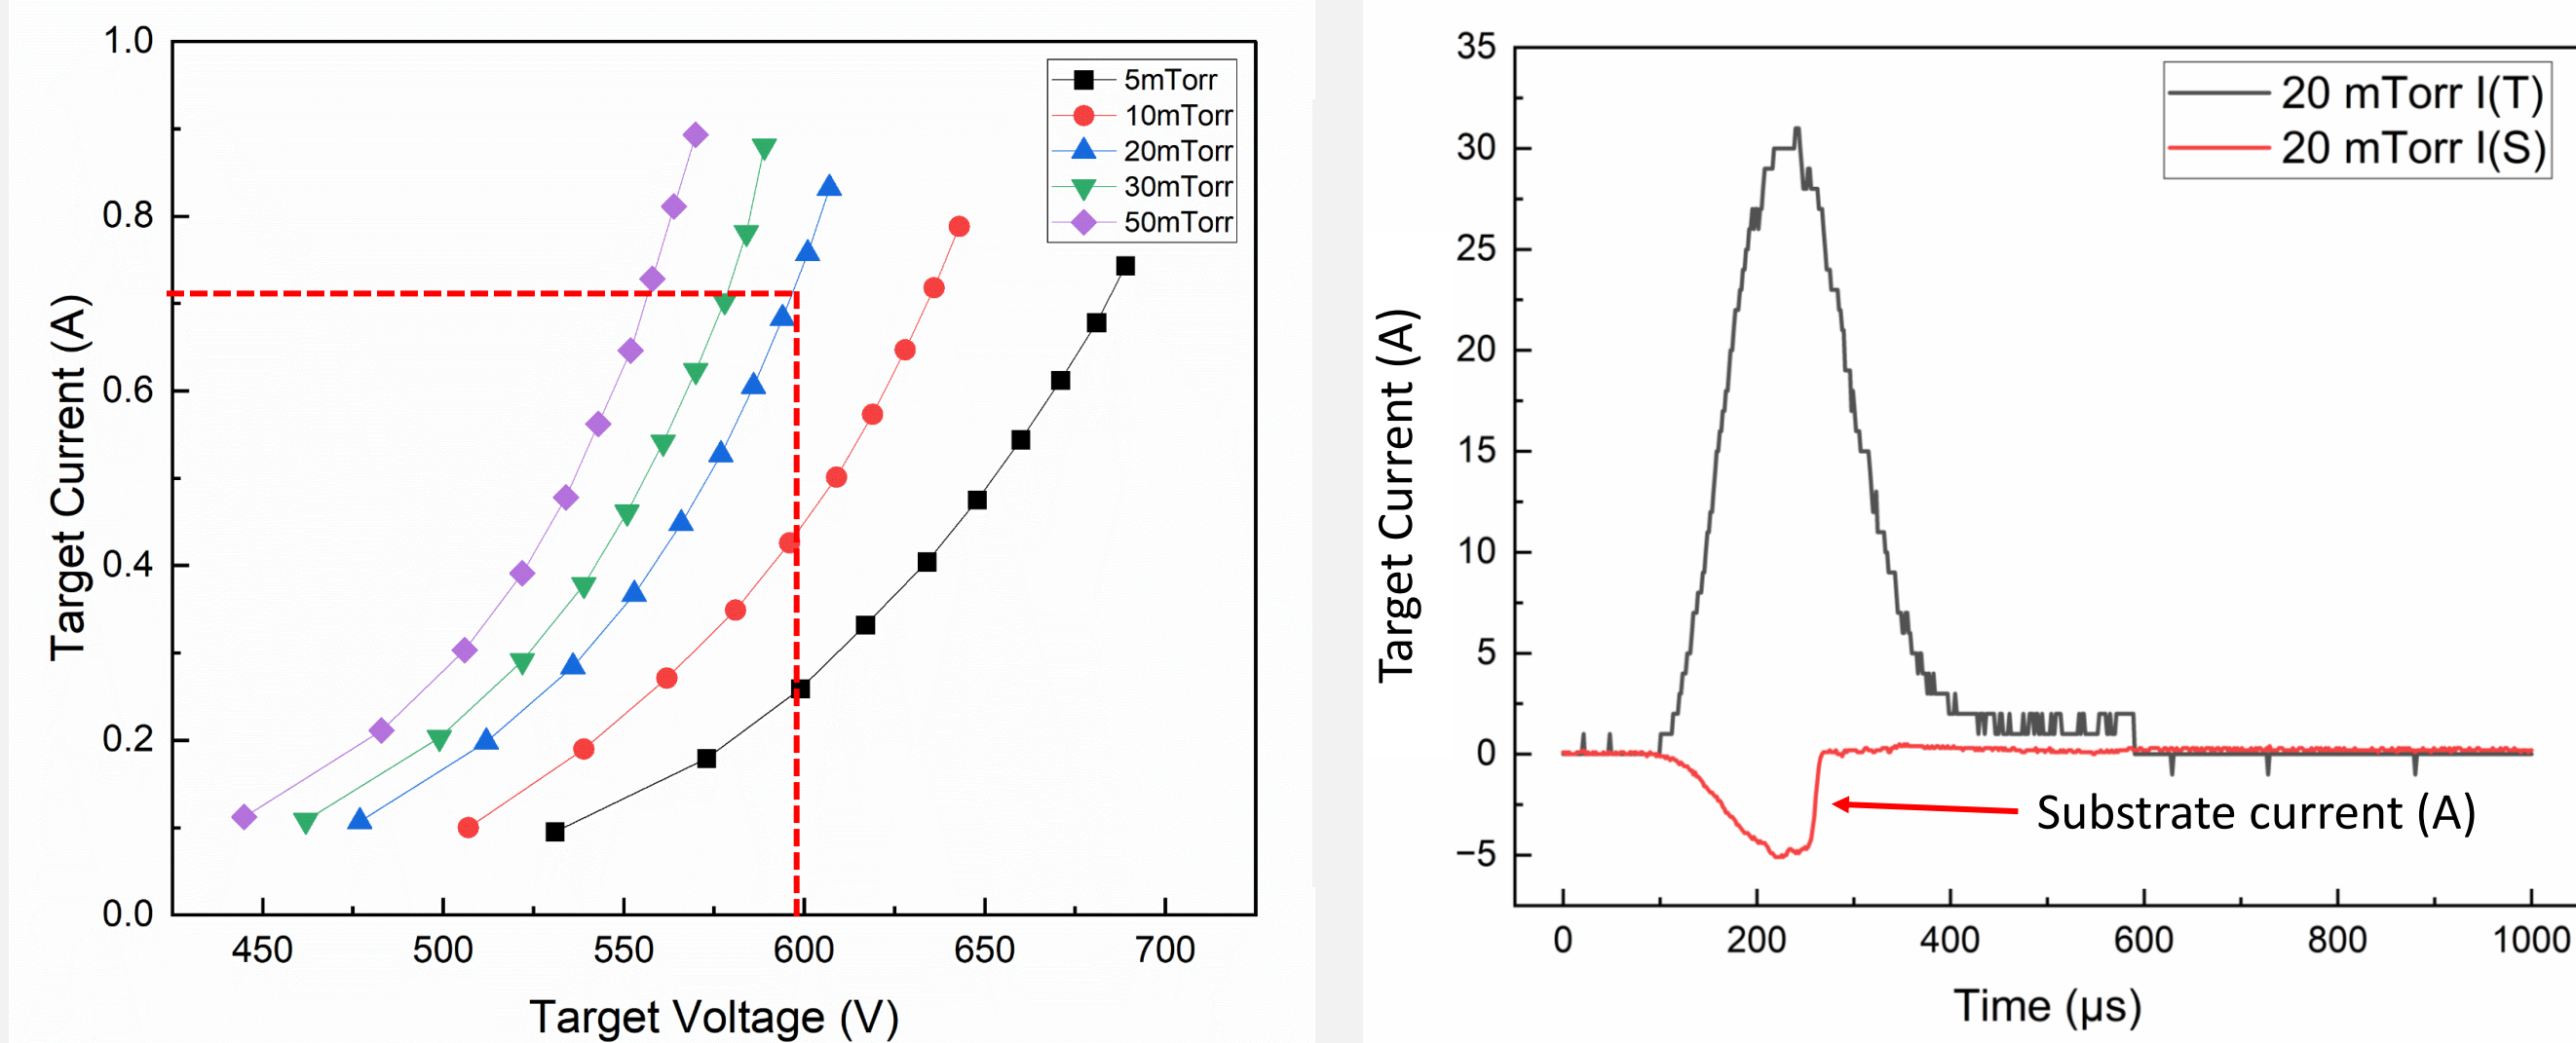 1.0
0.8
0.6
0.4
0.2
0.0
Target Current (A)
450 500 550 600 650 700
Target Voltage (V)
5mTorr
10mTorr
20mTorr
30mTorr
50mTorr
35
30
25
20
15
10
5
0
−5
Target Current (A)
20 mTorr I(T)
20 mTorr I(S)
Substrate current (A)
0 200 400 600 800 1000
Time (μs)